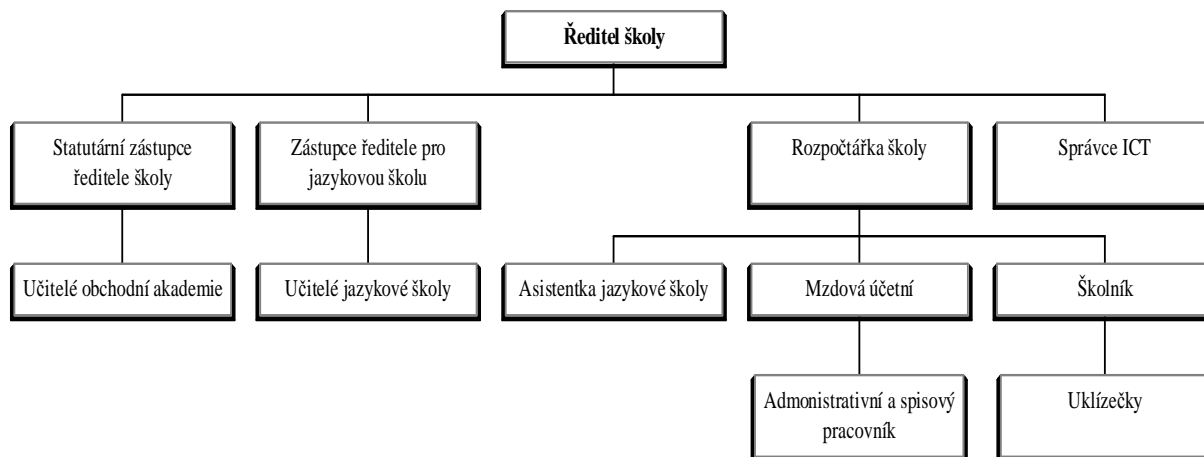 Ředitel školy
Statutární zástupce
ředitele školy
Zástupce ředitele pro
jazykovou školu
Rozpočtářka školy
Správce ICT
Učitelé obchodní akademie
Učitelé jazykové školy
Asistentka jazykové školy
Mzdová účetní
Školník
Admonistrativní a spisový
pracovník
Uklízečky